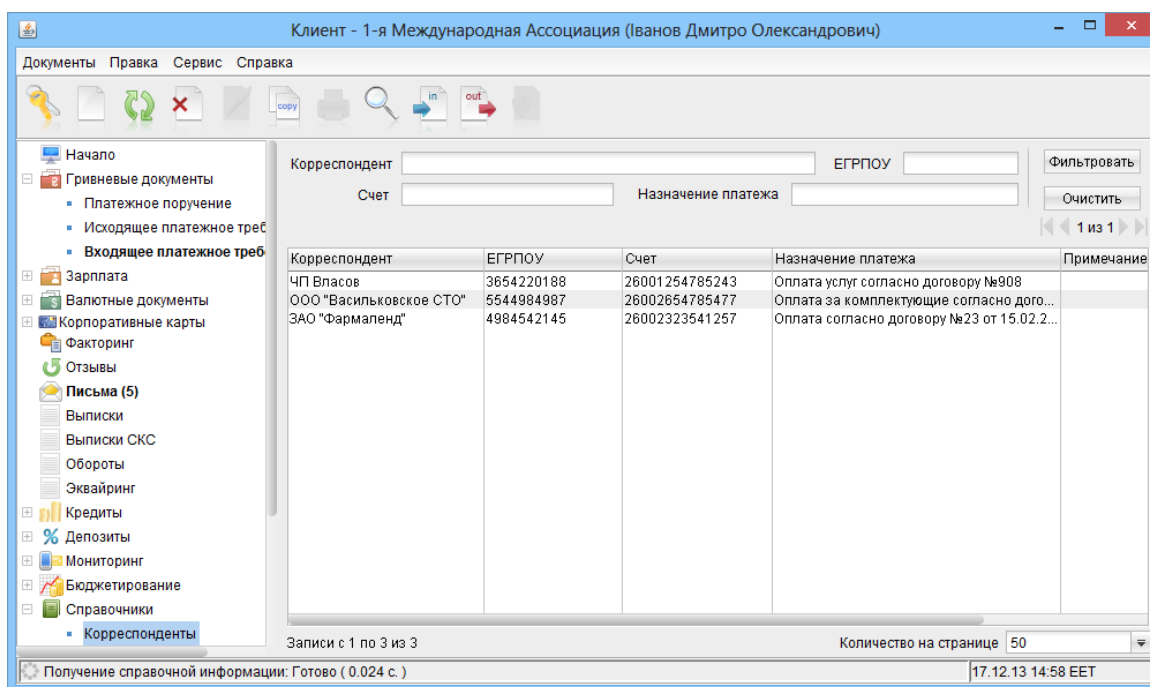 Клиент - 1-я Международная Ассоциация (Іванов Дмитро Олександрович)
Документы Правка Сервис Справка
copy in out
Начало
Гривневые документы
Платежное поручение
Исходящее платежное треб
Входящее платежное треб
Зарплата
Валютные документы
Корпоративные карты
Факторинг
Отзывы
Письма (5)
Выписки
Выписки СКС
Обороты
Эквайринг
Кредиты
Депозиты
Мониторинг
Бюджетирование
Справочники
Корреспонденты
Корреспондент ЕГРПОУ Фильтровать
Счет Назначение платежа Очистить
1 из 1
Корреспондент ЕГРПОУ Счет Назначение платежа Примечание
ЧП Власов 3654220188 26001254785243 Оплата услуг согласно договору №908
ООО "Васильковское СТО" 5544984987 26002654785477 Оплата за комплектующие согласно дого...
ЗАО "Фармаленд" 4984542145 26002323541257 Оплата согласно договору №23 от 15.02.2...
Записи с 1 по 3 из 3 Количество на странице 50
Получение справочной информации: Готово ( 0.024 с. ) 17.12.13 14:58 EET